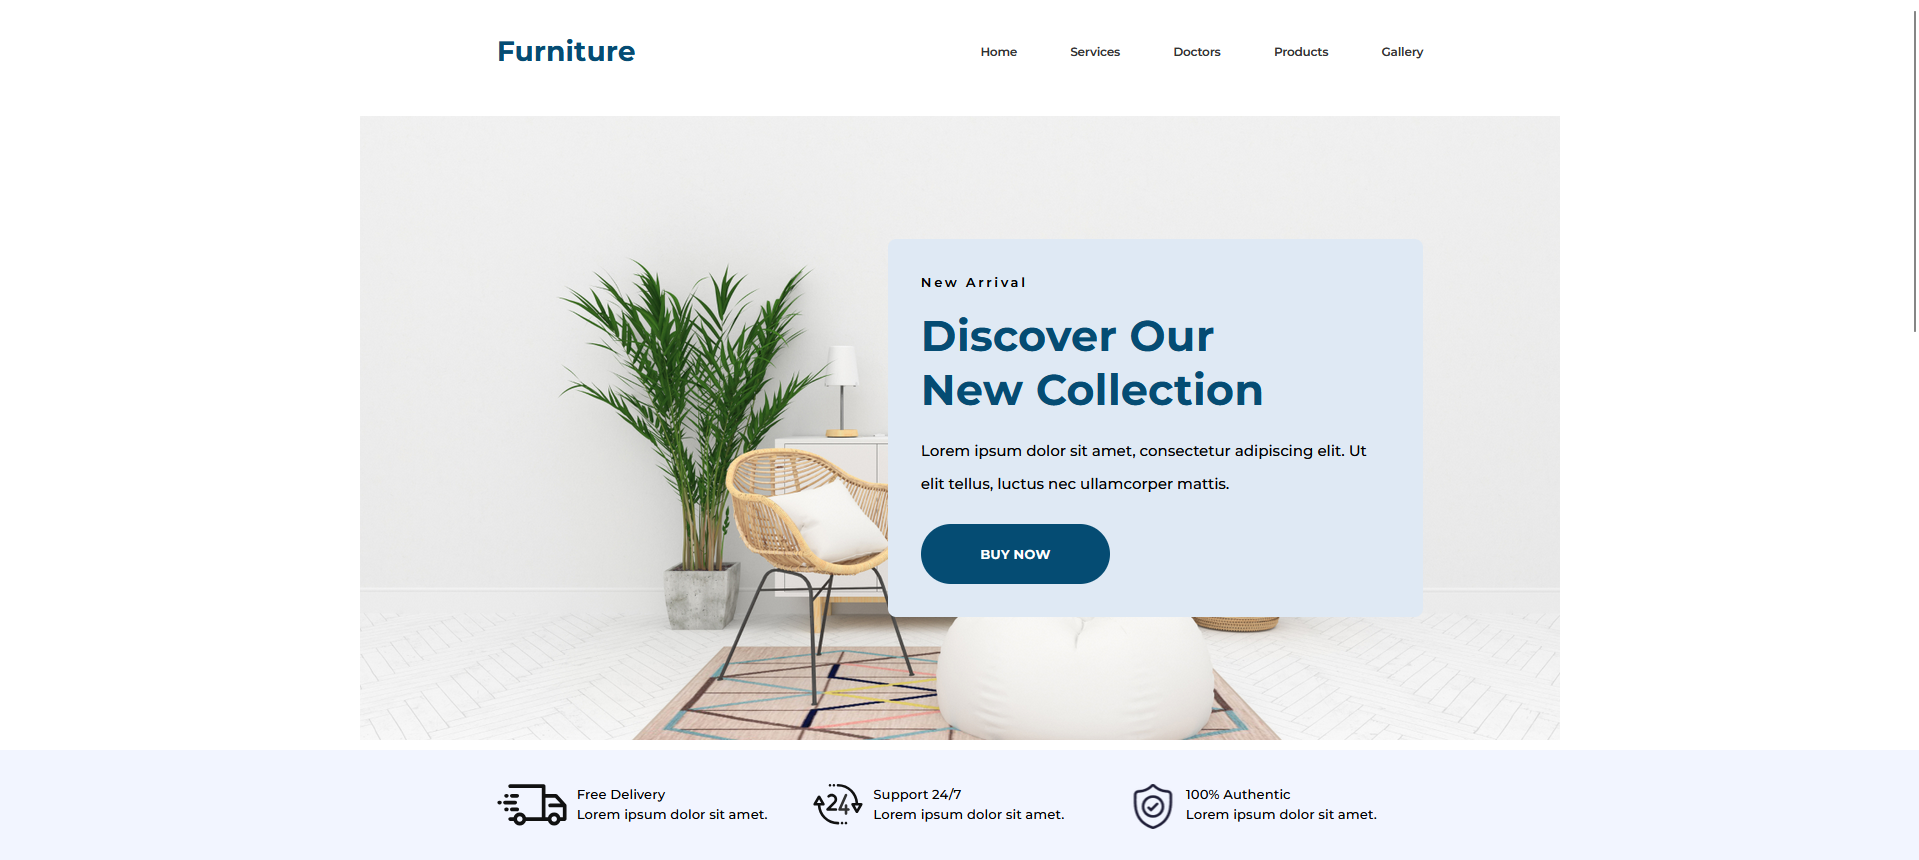 Furniture
Home Services Doctors Products Gallery
New Arrival
Discover Our
New Collection
Lorem ipsum dolor sit amet, consectetur adipiscing elit. Ut
elit tellus, luctus nec ullamcorper mattis.
BUY NOW
Free Delivery
Lorem ipsum dolor sit amet.
24
Support 24/7
Lorem ipsum dolor sit amet.
100% Authentic
Lorem ipsum dolor sit amet.